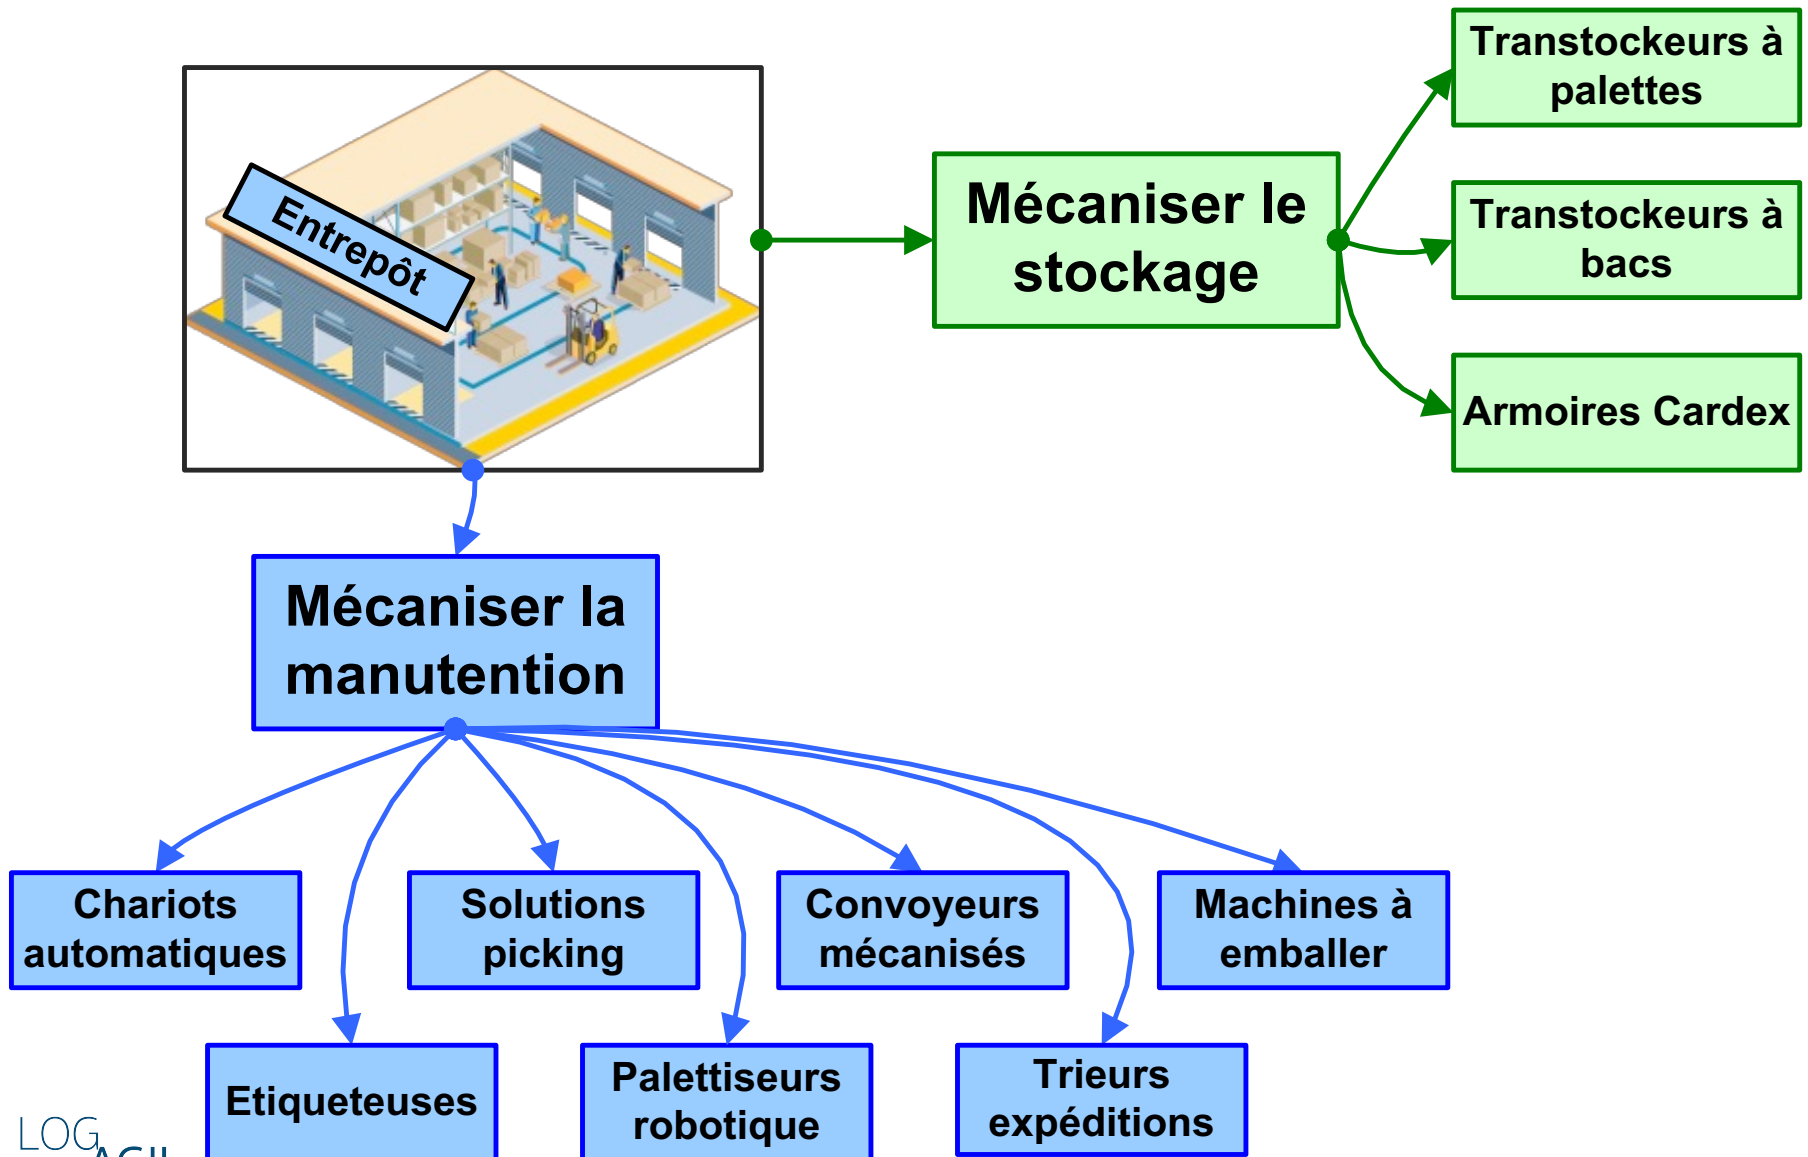 Transtockeurs à
palettes
Entrepôt
Mécaniser le
stockage
Transtockeurs à
bacs
Armoires Cardex
Mécaniser la
manutention
Chariots
automatiques
Solutions
picking
Convoyeurs
mécanisés
Machines à
emballer
Etiqueteuses
Palettiseurs
robotique
Trieurs
expéditions
LOG